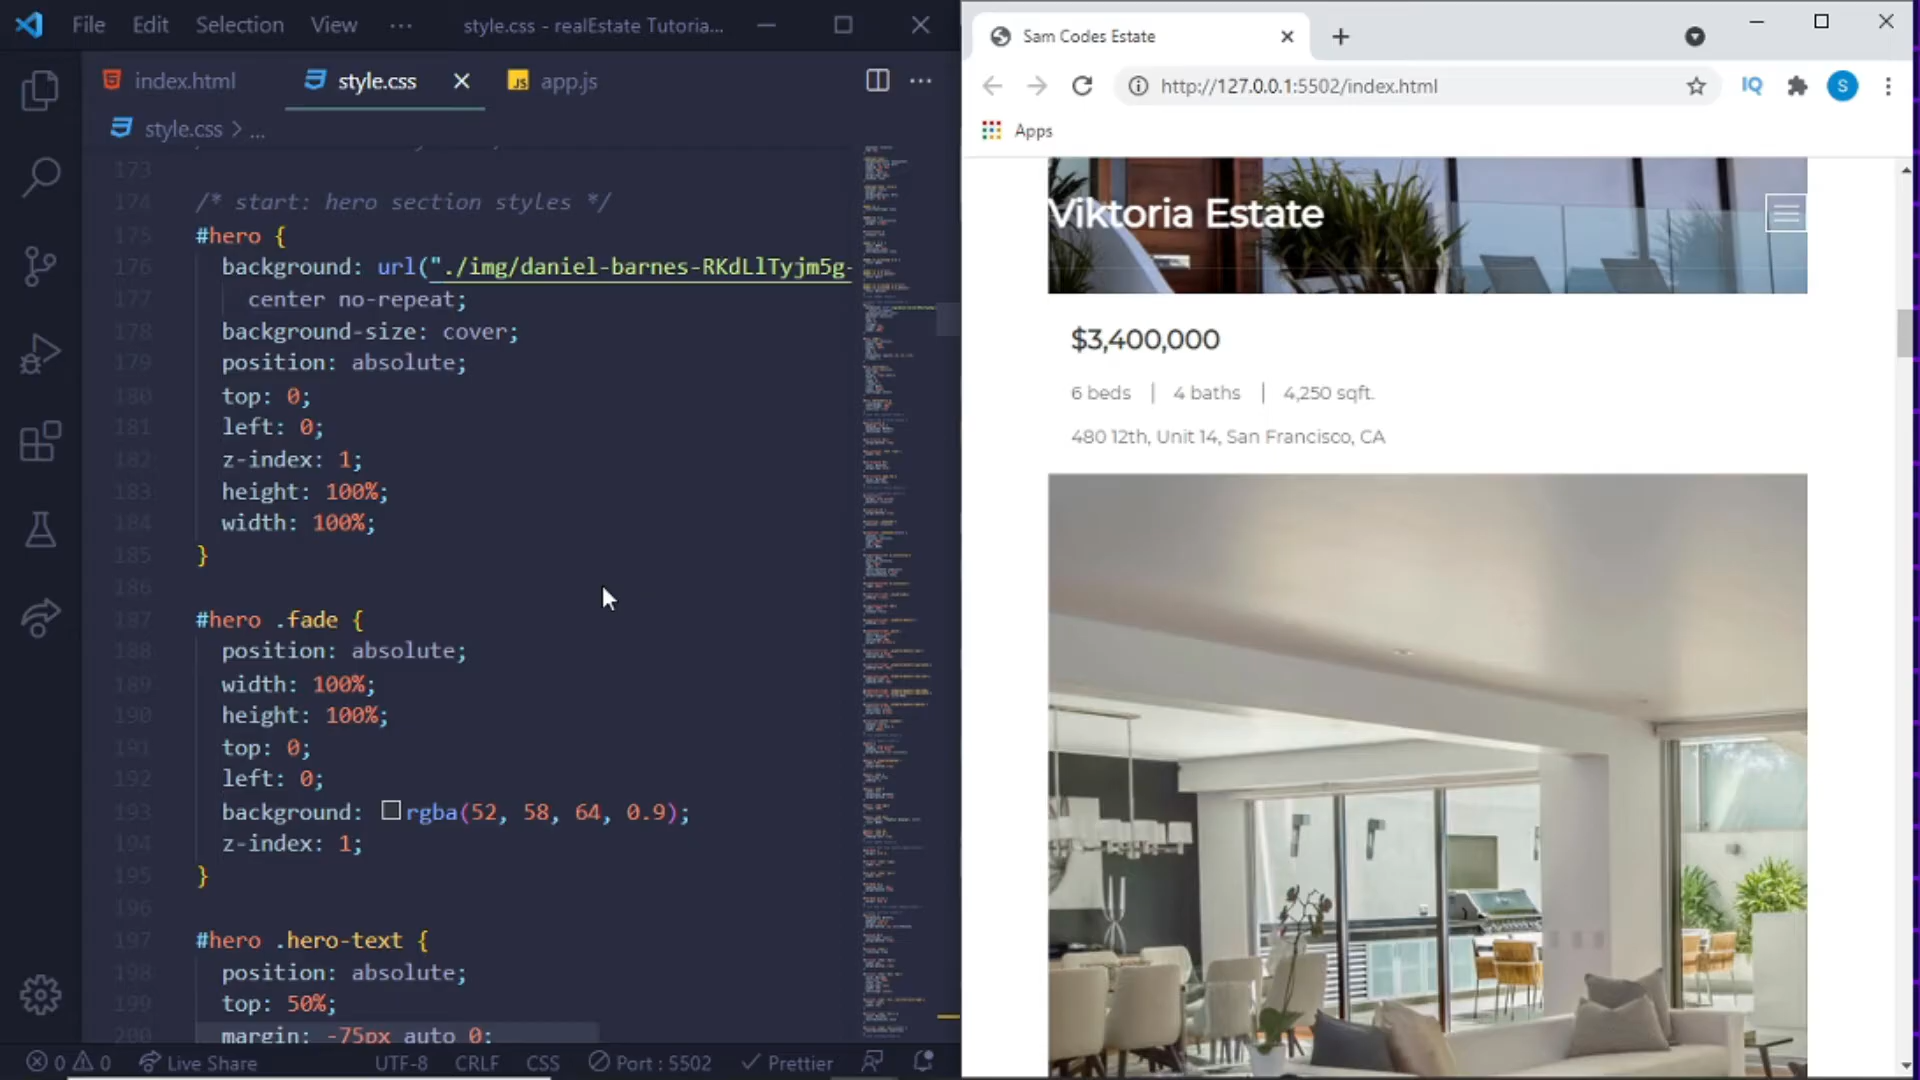 File Edit Selection View ... style.css - realEstate Tutoria...
index.html style.css app.js
style.css > ...
173
174 /* start: hero section styles */
175 #hero {
176 background: url("./img/daniel-barnes-RKdLlTyjm5g-
177 center no-repeat;
178 background-size: cover;
179 position: absolute;
180 top: 0;
181 left: 0;
182 z-index: 1;
183 height: 100%;
184 width: 100%;
185 }
186
187 #hero .fade {
188 position: absolute;
189 width: 100%;
190 height: 100%;
191 top: 0;
192 left: 0;
193 background: rgba(52, 58, 64, 0.9);
194 z-index: 1;
195 }
196
197 #hero .hero-text {
198 position: absolute;
199 top: 50%;
200 margin: -75px auto 0;
0 0 Live Share UTF-8 CRLF CSS Port : 5502 Prettier
Sam Codes Estate
http://127.0.0.1:5502/index.html IQ S
Apps
Viktoria Estate
$3,400,000
6 beds | 4 baths | 4,250 sqft.
480 12th, Unit 14, San Francisco, CA